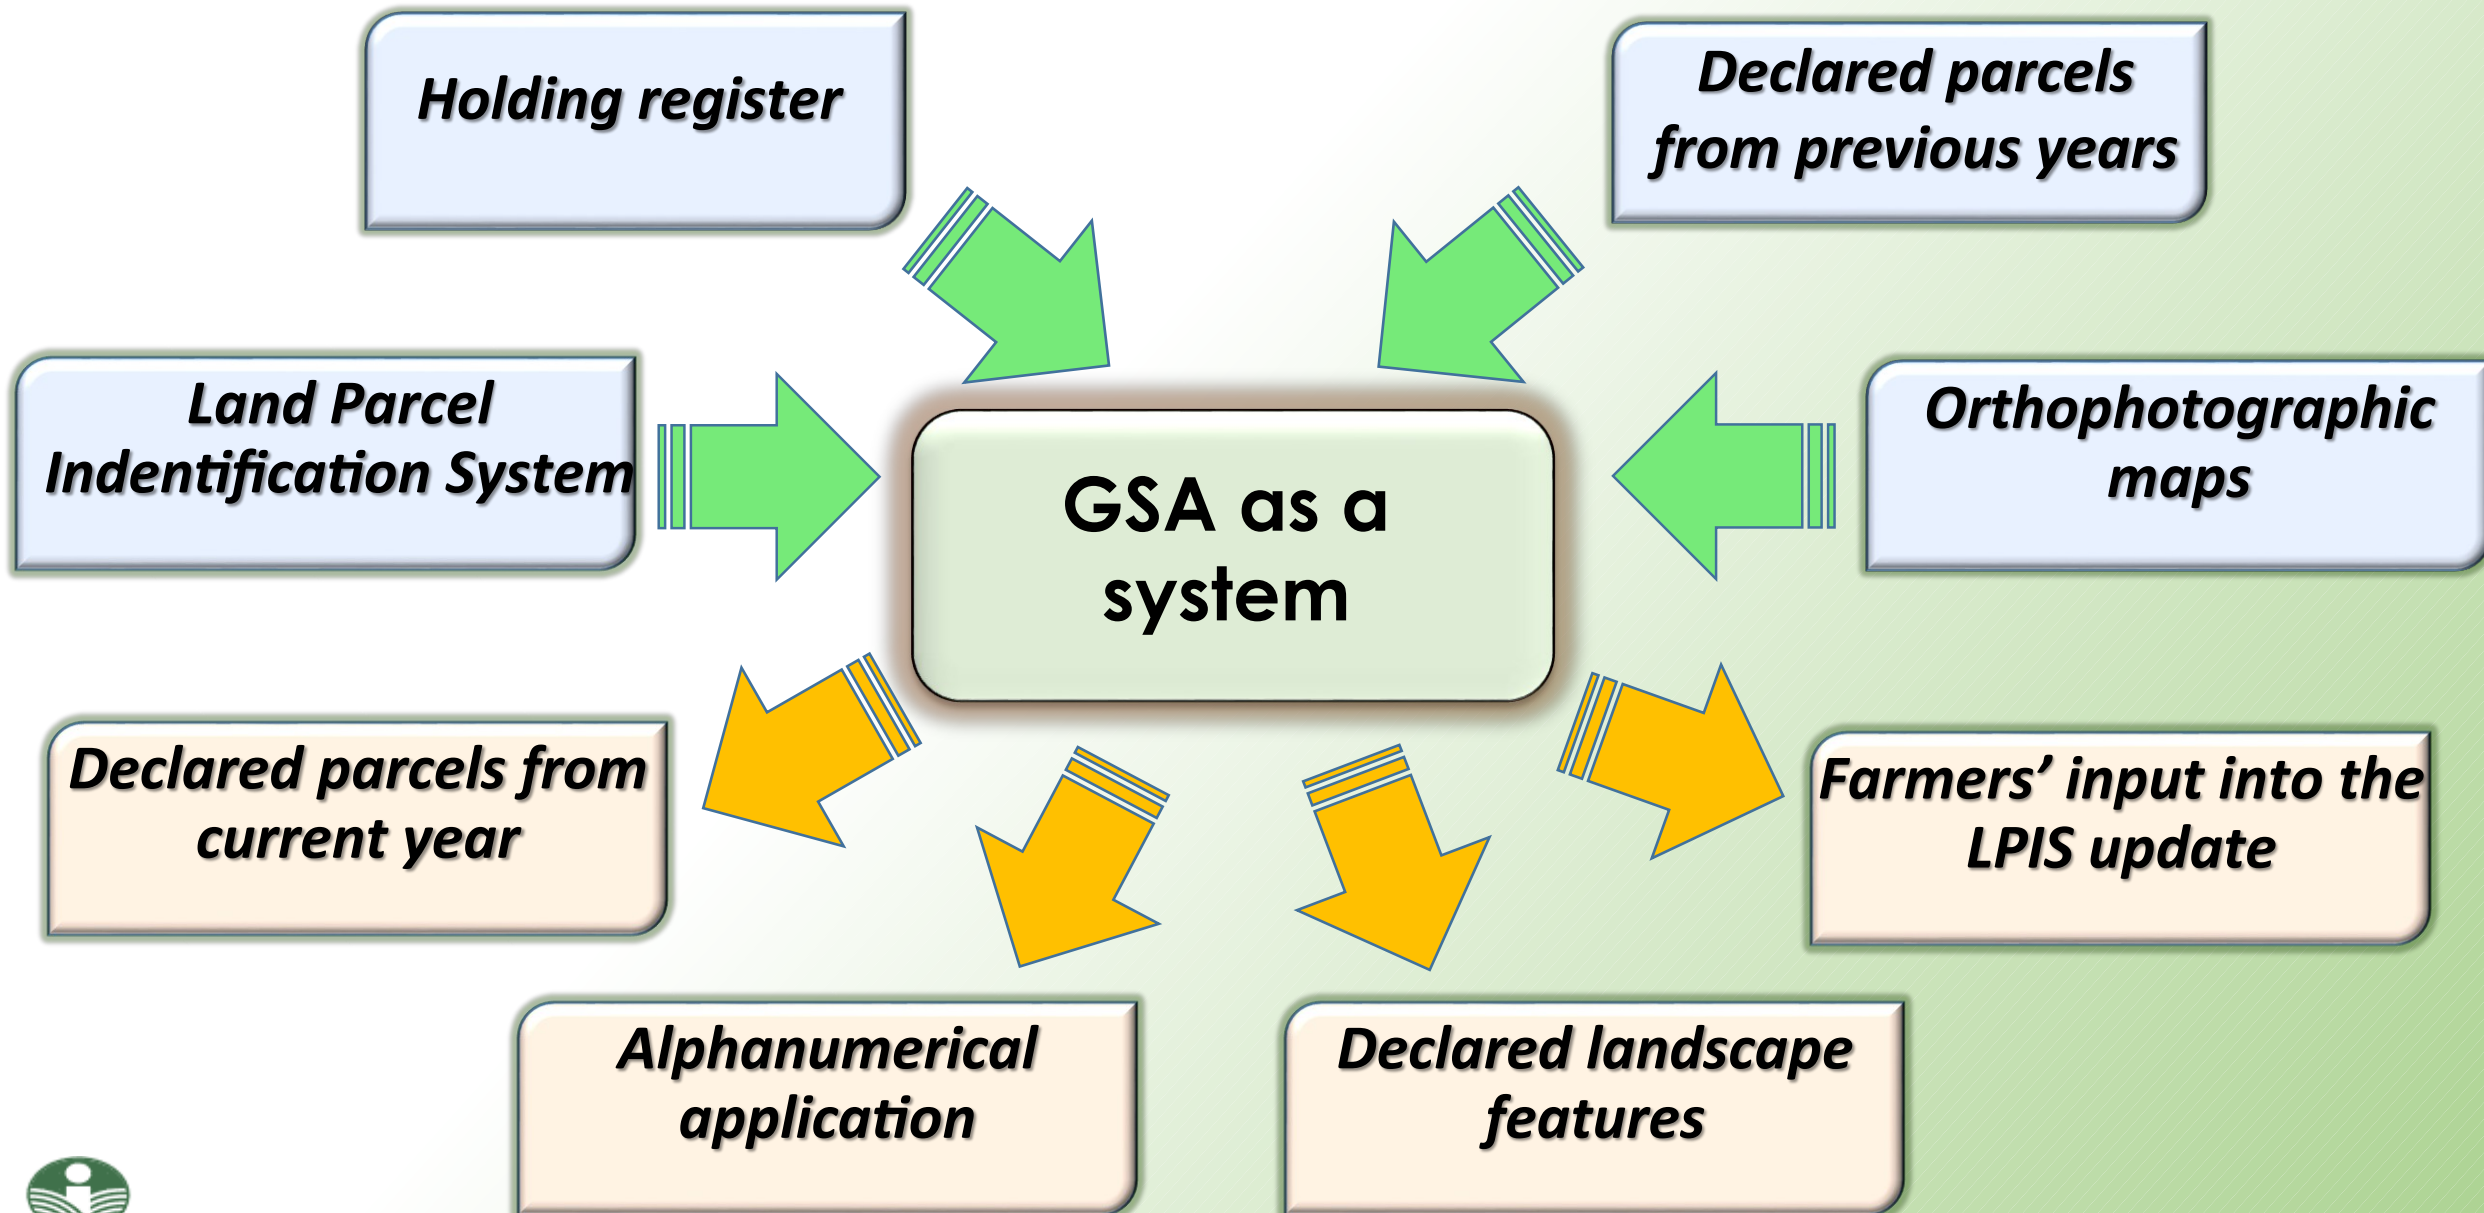 Holding register
Declared parcels
from previous years
Land Parcel
Indentification System
GSA as a
system
Orthophotographic
maps
Declared parcels from
current year
Farmers’ input into the
LPIS update
Alphanumerical
application
Declared landscape
features